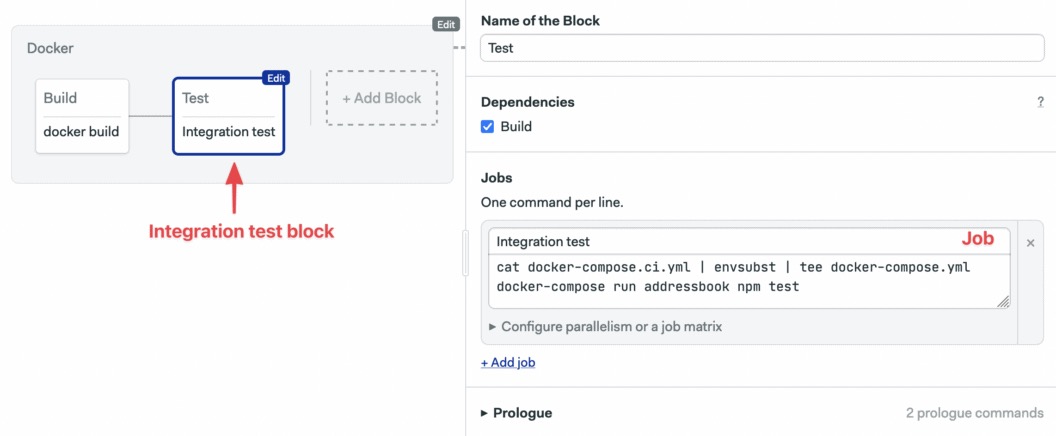 Edit
Docker
Edit
Build
Test
+ Add Block
docker build
Integration test
Integration test block
Name of the Block
Test
Dependencies
?
Build
Jobs
One command per line.
Integration test
Job
×
cat docker-compose.ci.yml | envsubst | tee docker-compose.yml
docker-compose run addressbook npm test
▸ Configure parallelism or a job matrix
+ Add job
▸ Prologue
2 prologue commands